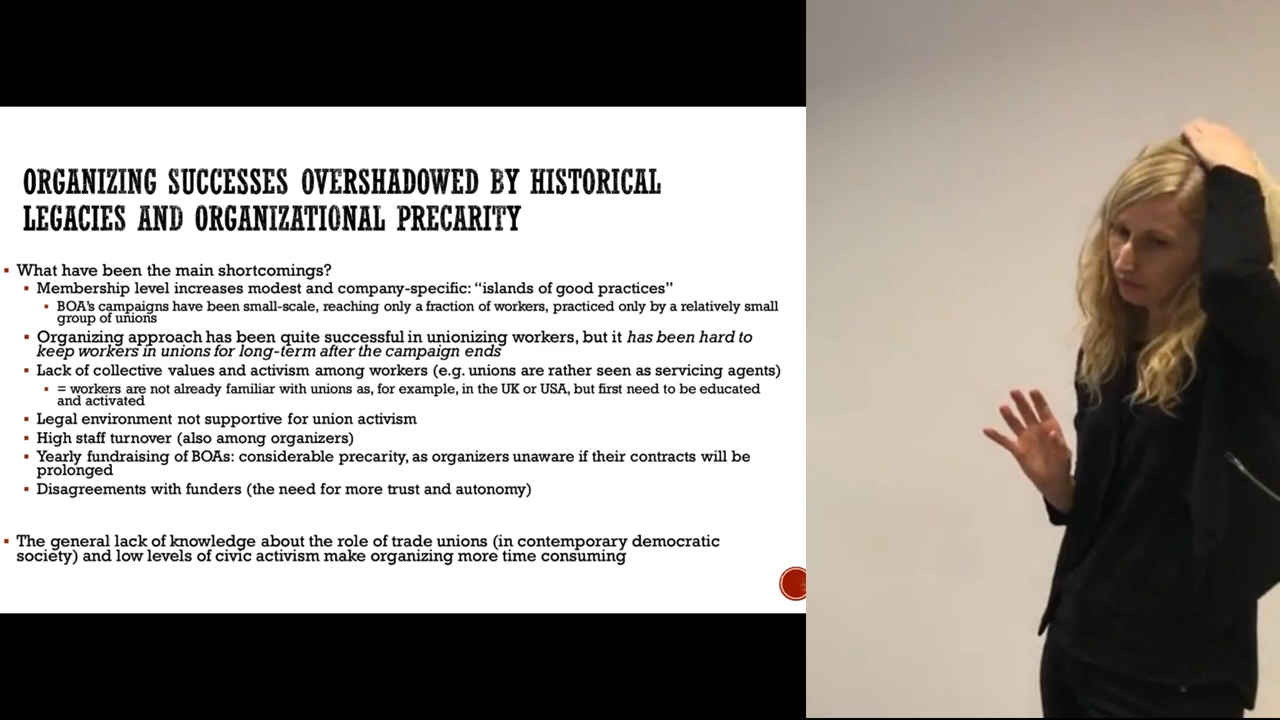 ORGANIZING SUCCESSES OVERSHADOWED BY HISTORICAL
LEGACIES AND ORGANIZATIONAL PRECARITY
▪ What have been the main shortcomings?
▪ Membership level increases modest and company-specific: “islands of good practices”
▪ BOA's campaigns have been small-scale, reaching only a fraction of workers, practiced only by a relatively small
group of unions
▪ Organizing approach has been quite successful in unionizing workers, but it has been hard to
keep workers in unions for long-term after the campaign ends
▪ Lack of collective values and activism among workers (e.g. unions are rather seen as servicing agents)
▪ = workers are not already familiar with unions as, for example, in the UK or USA, but first need to be educated
and activated
▪ Legal environment not supportive for union activism
▪ High staff turnover (also among organizers)
▪ Yearly fundraising of BOAs: considerable precarity, as organizers unaware if their contracts will be
prolonged
▪ Disagreements with funders (the need for more trust and autonomy)
▪ The general lack of knowledge about the role of trade unions (in contemporary democratic
society) and low levels of civic activism make organizing more time consuming